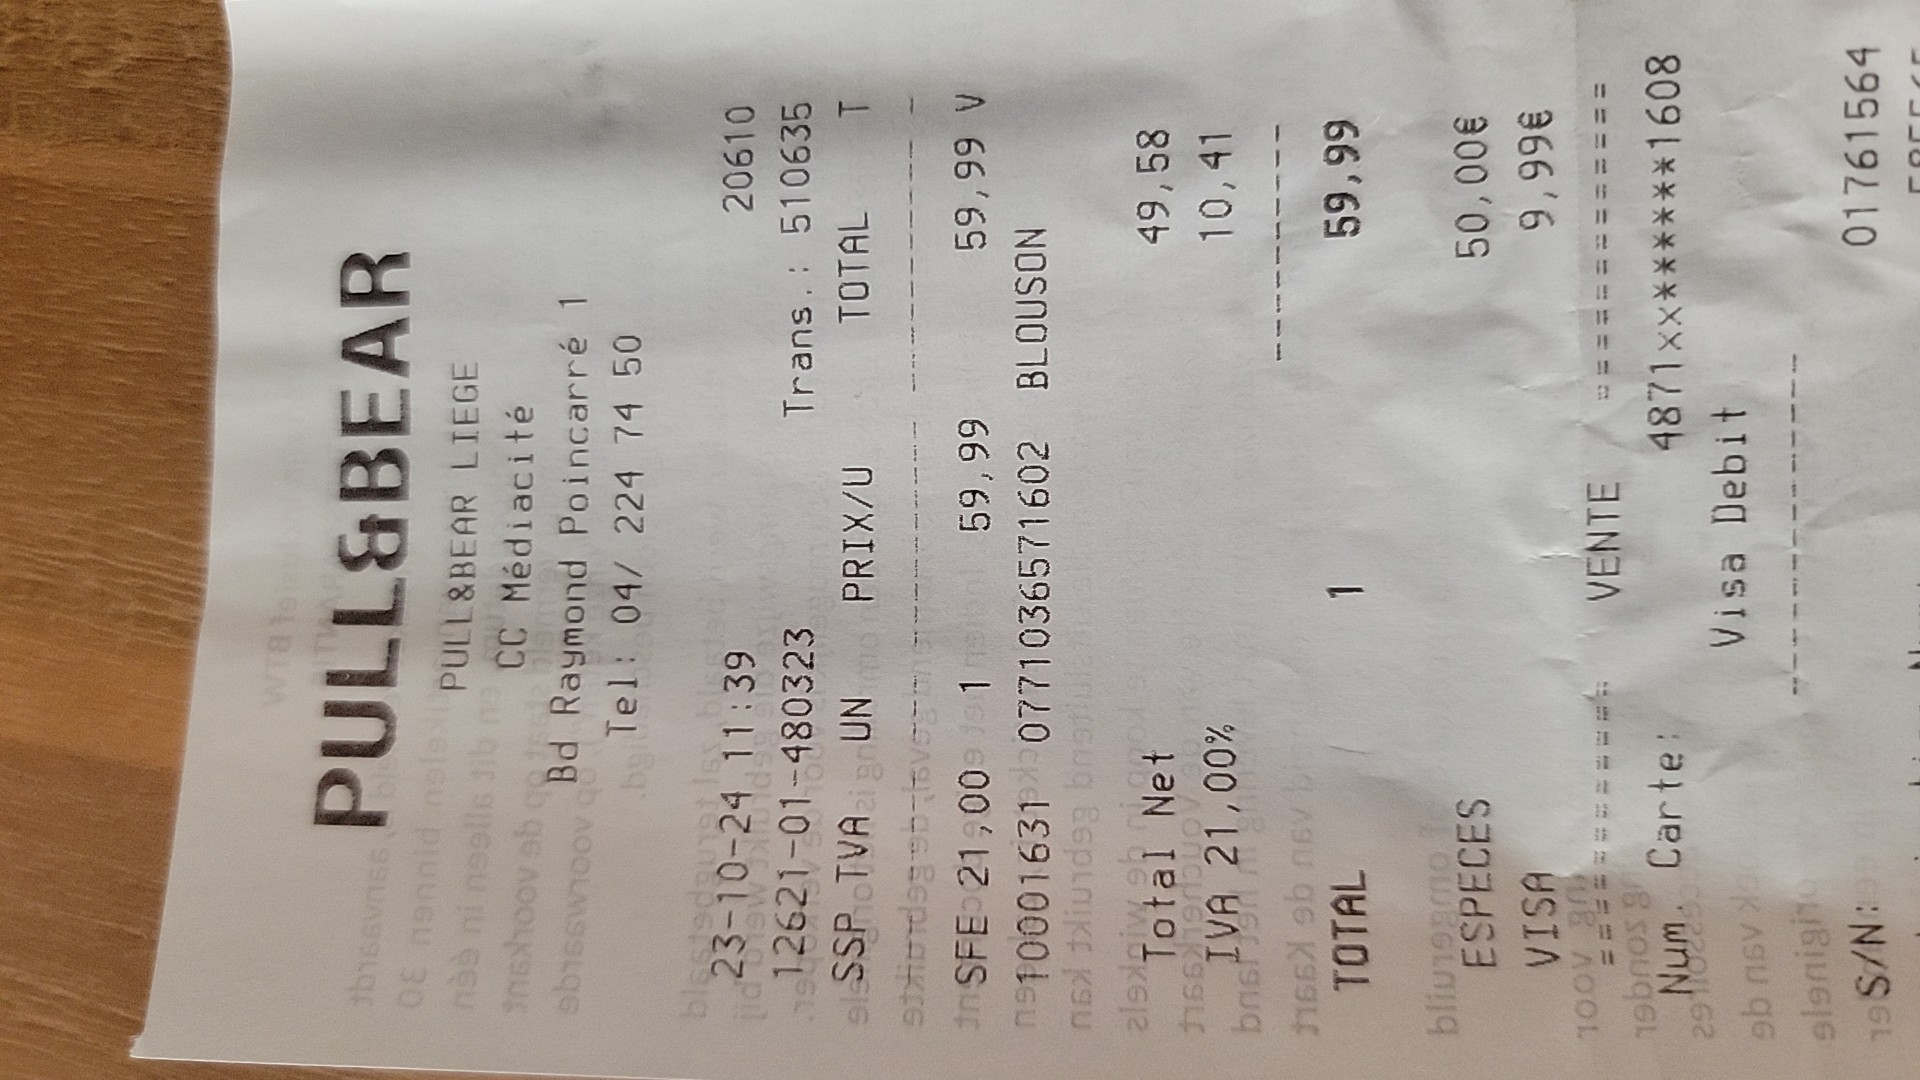 PULL&BEAR
PULL&BEAR LIEGE
CC Médiacité
Bd Raymond Poincarré 1
Tel: 04/ 224 74 50
23-10-24 11:39 20610
12621-01-480323 Trans.: 510635
SSP TVA UN PRIX/U TOTAL T
SFE 21,00 1 59,99 59,99 V
100001631 07710365571602 BLOUSON
Total Net 49,58
IVA 21,00% 10,41
TOTAL 1 59,99
ESPECES 50,00€
VISA 9,99€
============= VENTE =============
Num. Carte: 4871xx******1608
Visa Debit
S/N: 01761564